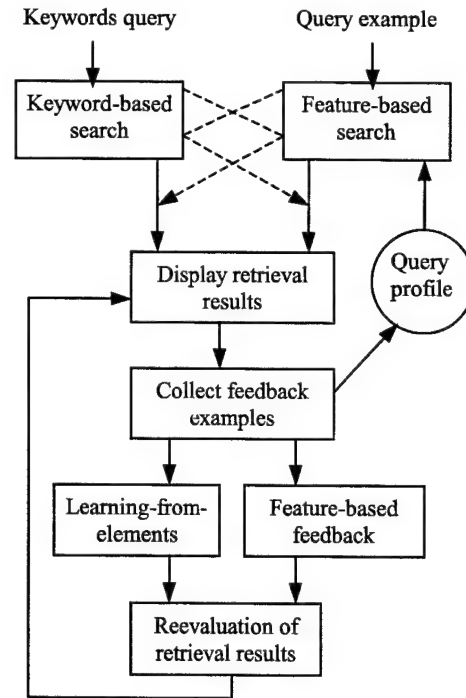 Keywords query
Query example
Keyword-based
search
Feature-based
search
Display retrieval
results
Query
profile
Collect feedback
examples
Learning-from-
elements
Feature-based
feedback
Reevaluation of
retrieval results